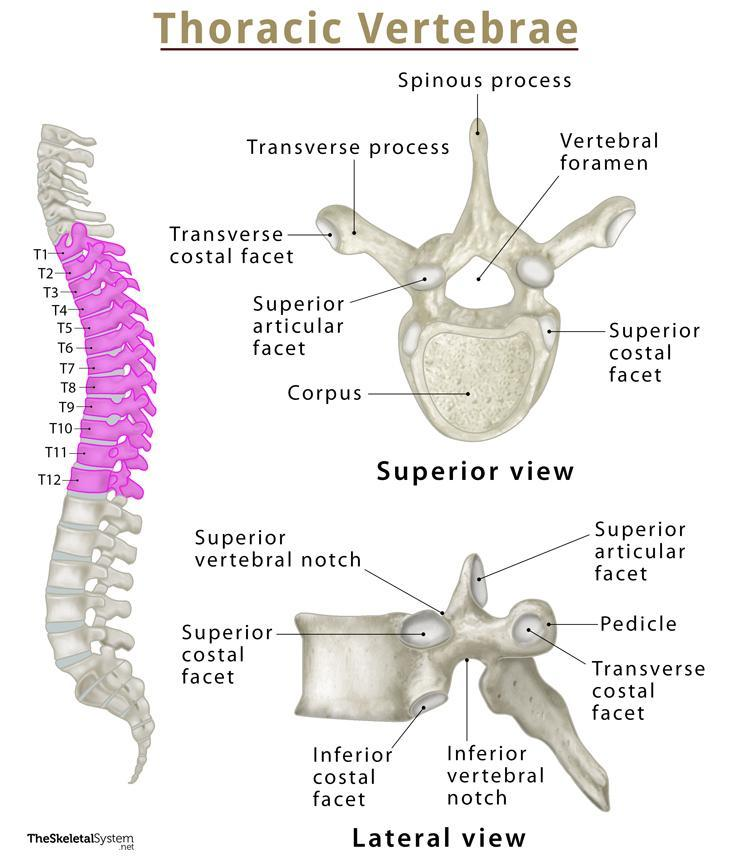 Thoracic Vertebrae
Spinous process
Transverse process
Vertebral
foramen
Transverse
costal facet
Superior
articular
facet
Superior
costal
facet
Corpus
Superior view
T1
T2
T3
T4
T5
T6
T7
T8
T9
T10
T11
T12
Superior
vertebral notch
Superior
articular
facet
Superior
costal
facet
Pedicle
Transverse
costal
facet
Inferior
costal
facet
Inferior
vertebral
notch
Lateral view
TheSkeletalSystem
.net